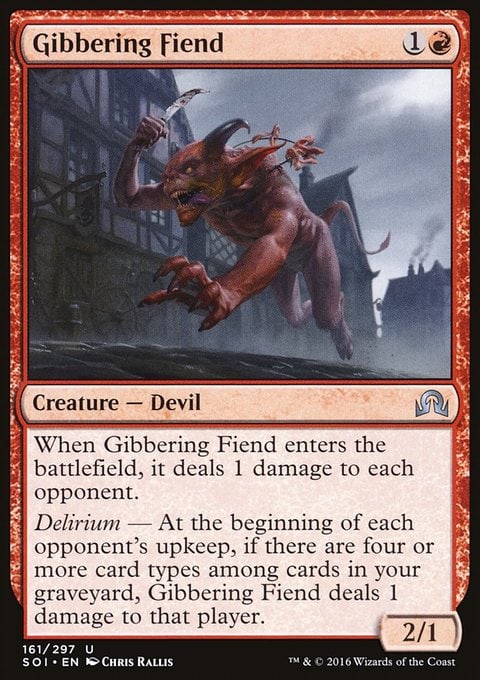 Gibbering Fiend 1
Creature — Devil
When Gibbering Fiend enters the
battlefield, it deals 1 damage to each
opponent.
Delirium — At the beginning of each
opponent's upkeep, if there are four or
more card types among cards in your
graveyard, Gibbering Fiend deals 1
damage to that player.
2/1
161/297 U
SOI • EN Chris Rallis
™ & © 2016 Wizards of the Coast